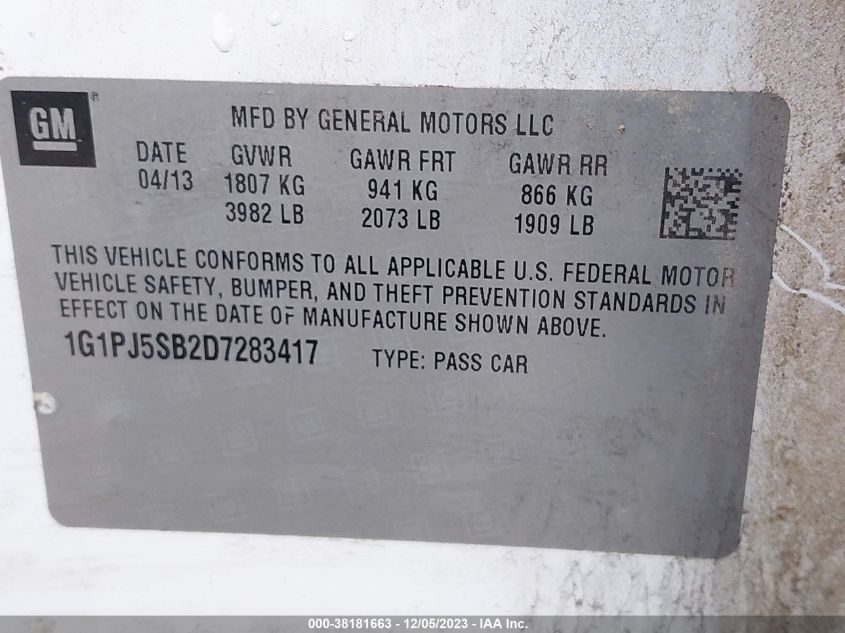 GM®
MFD BY GENERAL MOTORS LLC
DATE GVWR GAWR FRT GAWR RR
04/13 1807 KG 941 KG 866 KG
3982 LB 2073 LB 1909 LB
THIS VEHICLE CONFORMS TO ALL APPLICABLE U.S. FEDERAL MOTOR
VEHICLE SAFETY, BUMPER, AND THEFT PREVENTION STANDARDS IN
EFFECT ON THE DATE OF MANUFACTURE SHOWN ABOVE.
1G1PJ5SB2D7283417 TYPE: PASS CAR
000-38181663 - 12/05/2023 - IAA Inc.